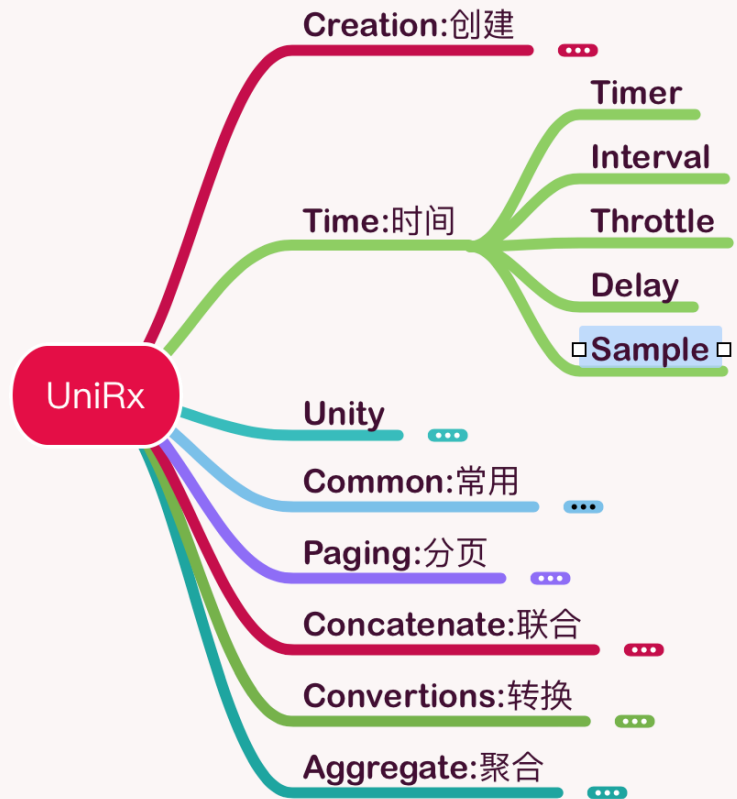 Creation:创建
Timer
Interval
Time:时间
Throttle
Delay
Sample
UniRx
Unity
Common:常用
Paging:分页
Concatenate:联合
Convertions:转换
Aggregate:聚合